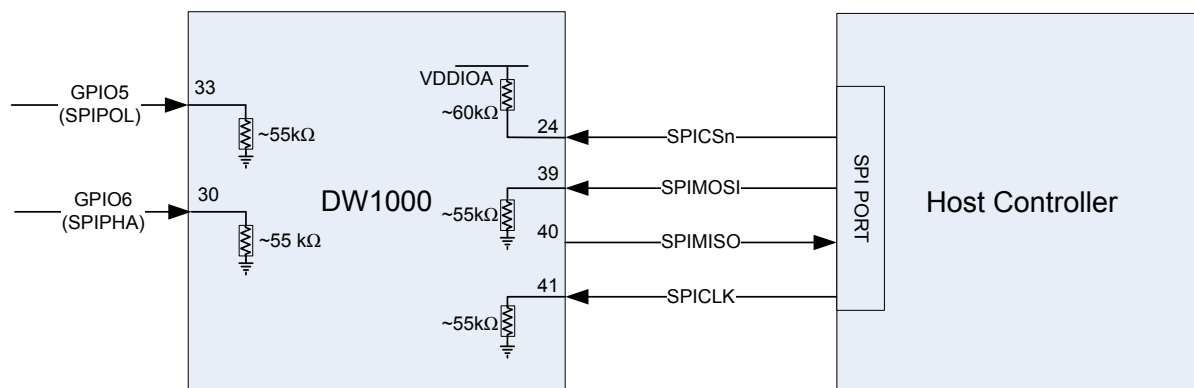 GPIO5
(SPIPOL)
33
~55kΩ
GPIO6
(SPIPHA)
30
~55 kΩ
DW1000
VDDIOA
~60kΩ
24
SPICSn
39
SPIMOSI
~55kΩ
40
SPIMISO
41
SPICLK
~55kΩ
SPI PORT
Host Controller